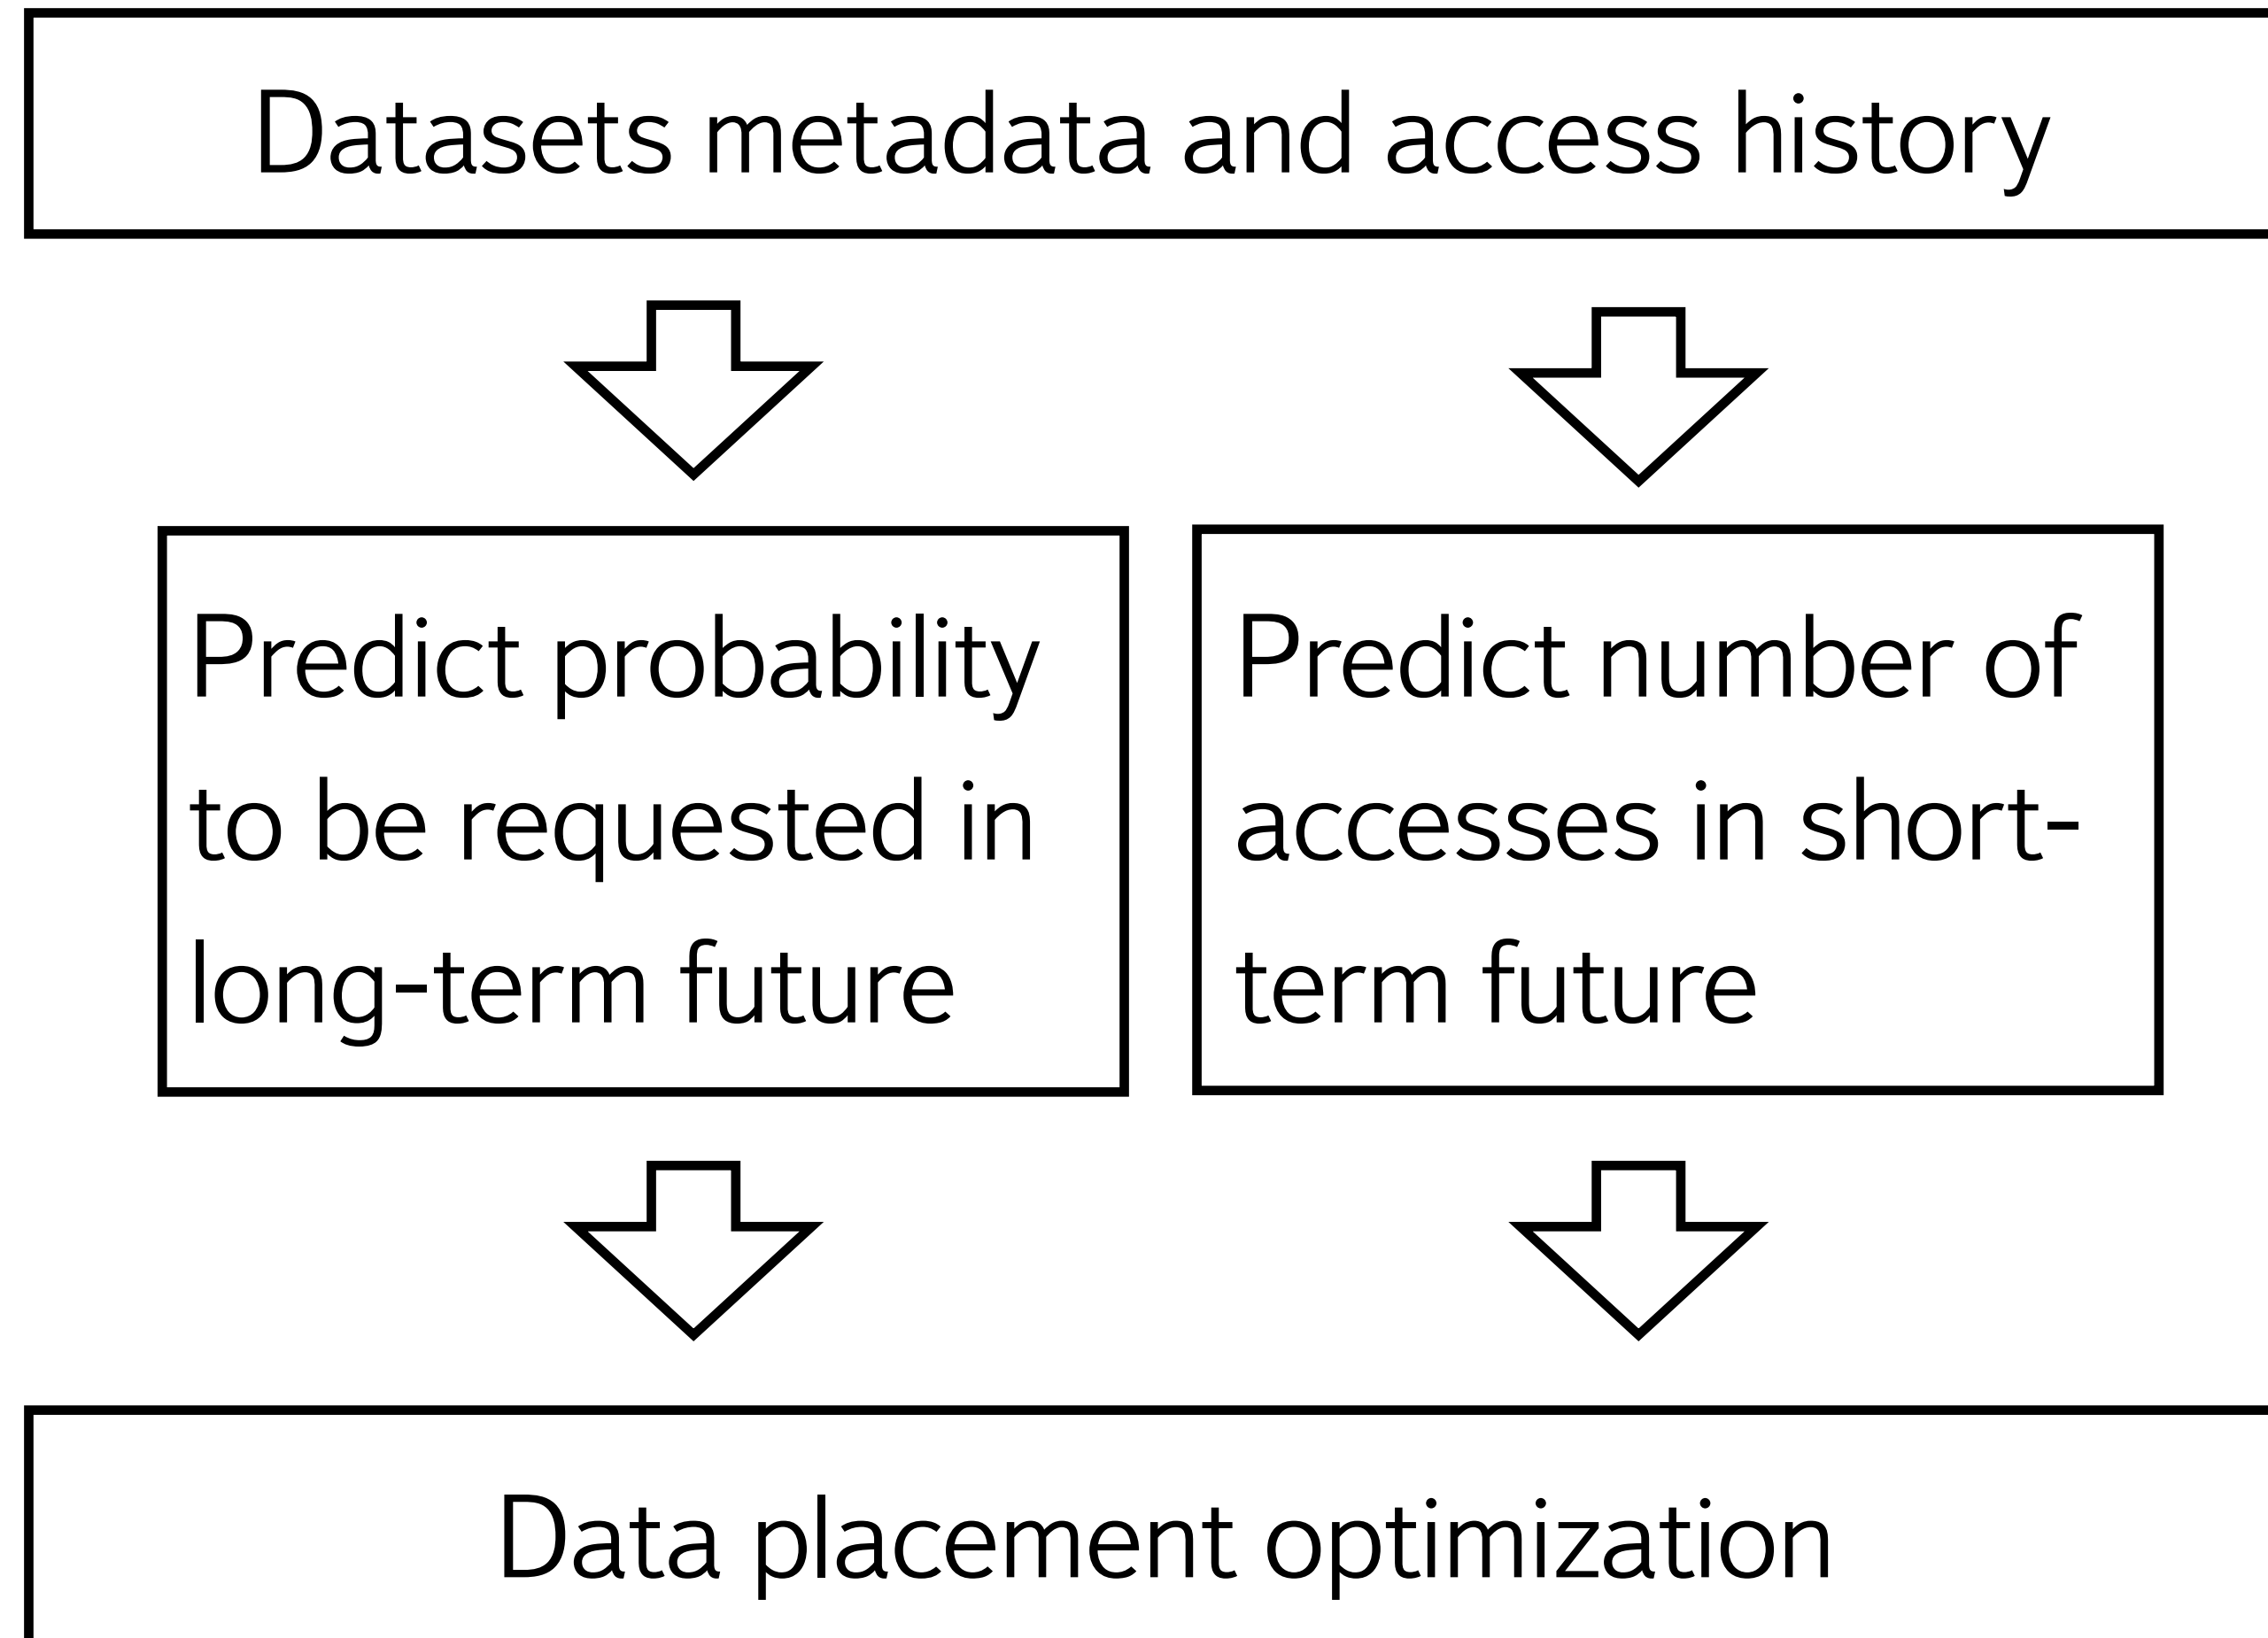 Datasets metadata and access history
Predict probability
to be requested in
long-term future
Predict number of
accesses in short-
term future
Data placement optimization